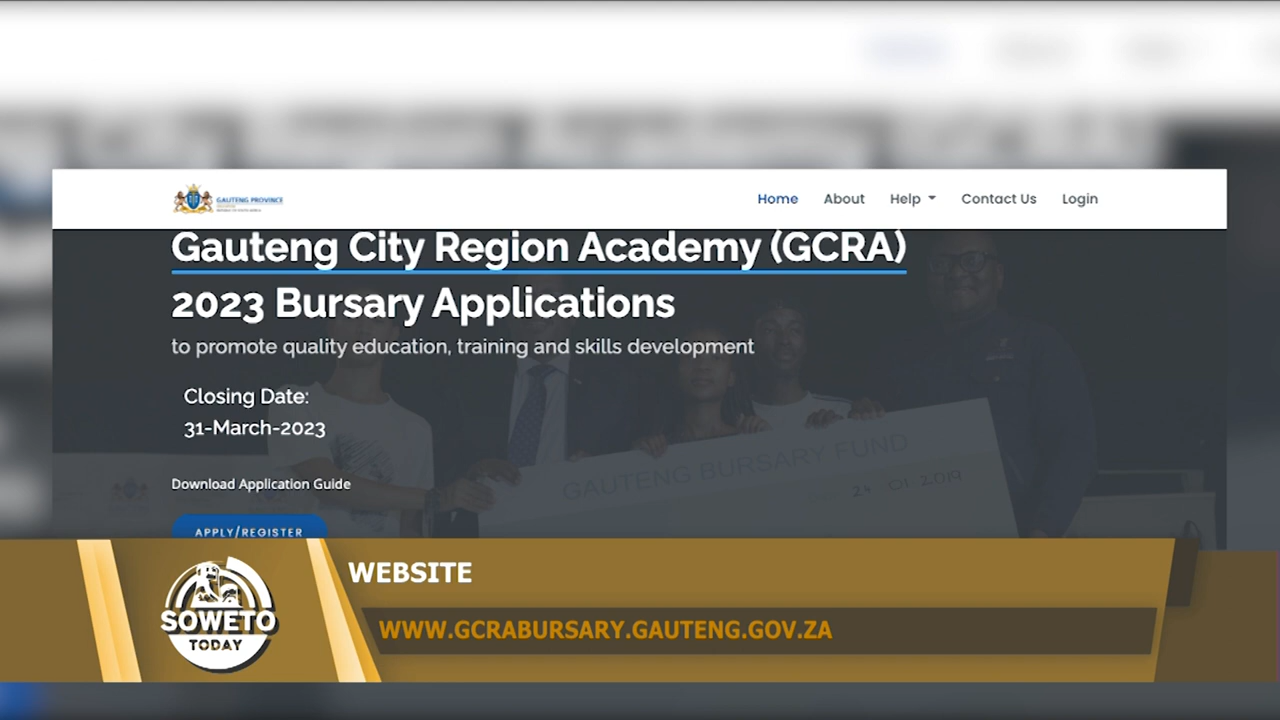 GAUTENG PROVINCE
Home
About
Help
Contact Us
Login
Gauteng City Region Academy (GCRA)
2023 Bursary Applications
to promote quality education, training and skills development
Closing Date:
31-March-2023
GAUTENG BURSARY FUND
Download Application Guide
APPLY/REGISTER
WEBSITE
SOWETO
TODAY
WWW.GCRABURSARY.GAUTENG.GOV.ZA